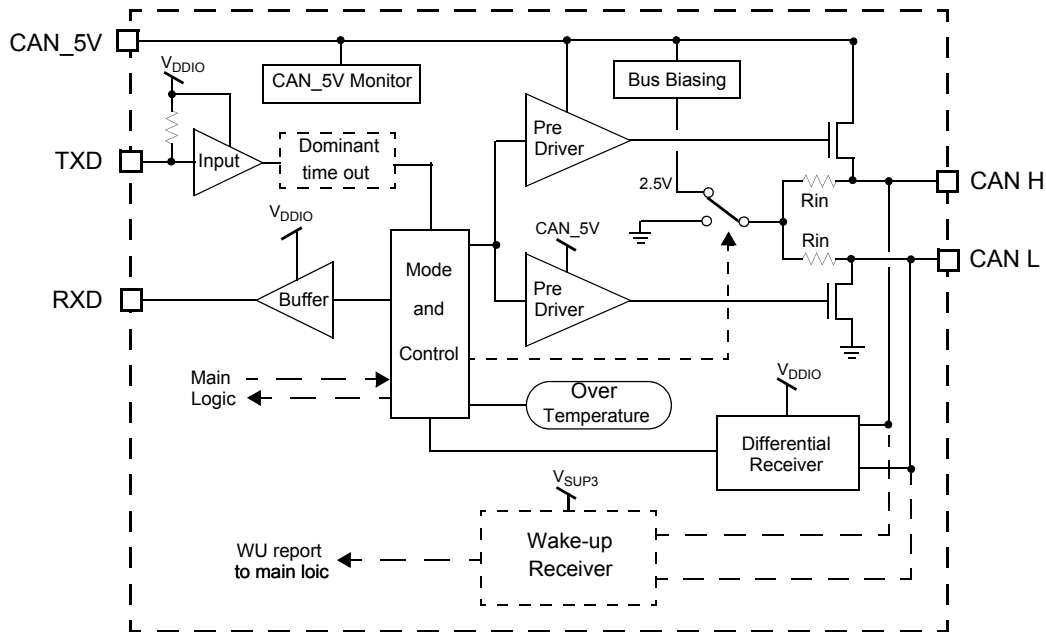 CAN_5V
VDDIO
CAN_5V Monitor
Bus Biasing
TXD
Input
Dominant
time out
Pre
Driver
2.5V
Rin
CAN H
VDDIO
CAN_5V
Rin
CAN L
RXD
Buffer
Mode
and
Control
Pre
Driver
Main
Logic
Over
Temperature
VDDIO
Differential
Receiver
VSUP3
Wake-up
Receiver
WU report
to main loic